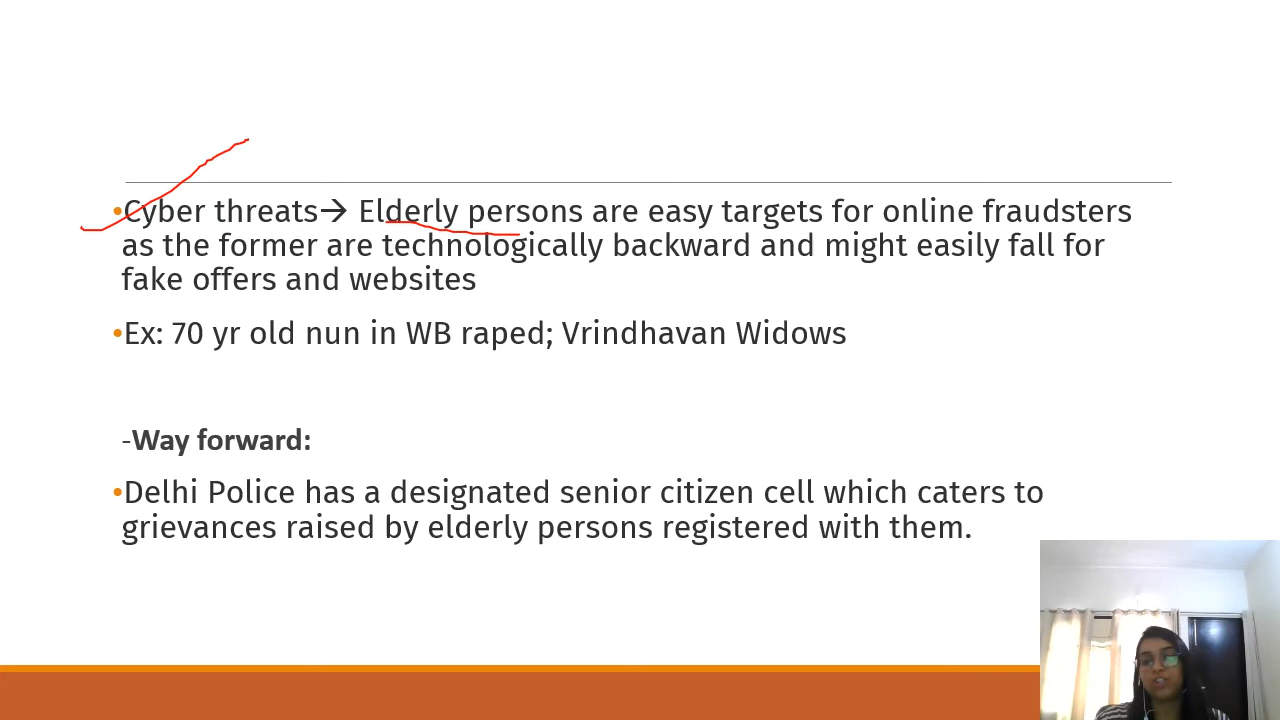 •Cyber threats→ Elderly persons are easy targets for online fraudsters
as the former are technologically backward and might easily fall for
fake offers and websites
•Ex: 70 yr old nun in WB raped; Vrindhavan Widows
-Way forward:
•Delhi Police has a designated senior citizen cell which caters to
grievances raised by elderly persons registered with them.